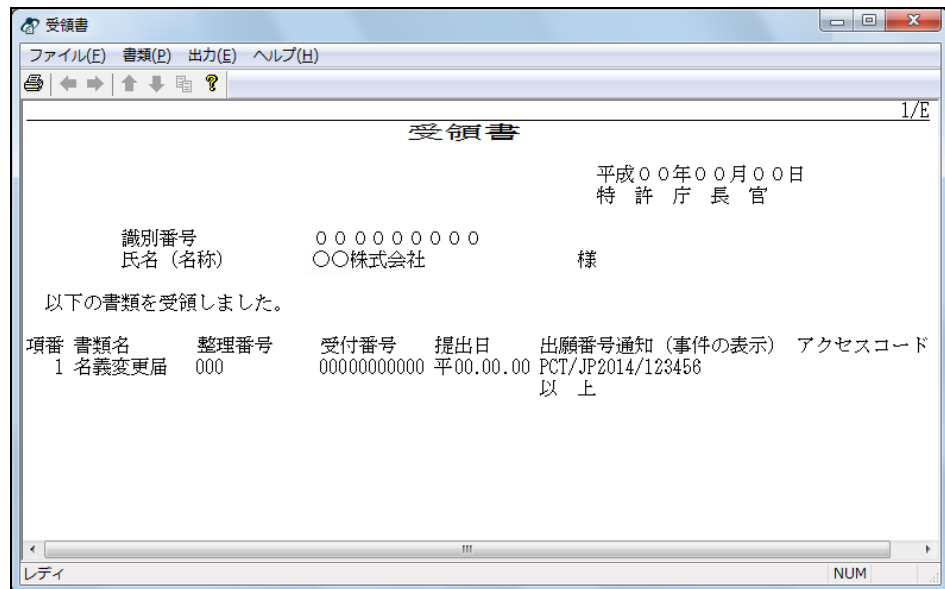 受領書
ファイル(F) 書類(P) 出力(E) ヘルプ(H)
1/E
受領書
平成００年００月００日
特 許 庁 長 官
識別番号 ０００００００００
氏名（名称） 〇〇株式会社 様
以下の書類を受領しました。
項番 書類名 整理番号 受付番号 提出日 出願番号通知（事件の表示） アクセスコード
1 名義変更届 000 00000000000 平00.00.00 PCT/JP2014/123456
以 上
レディ NUM